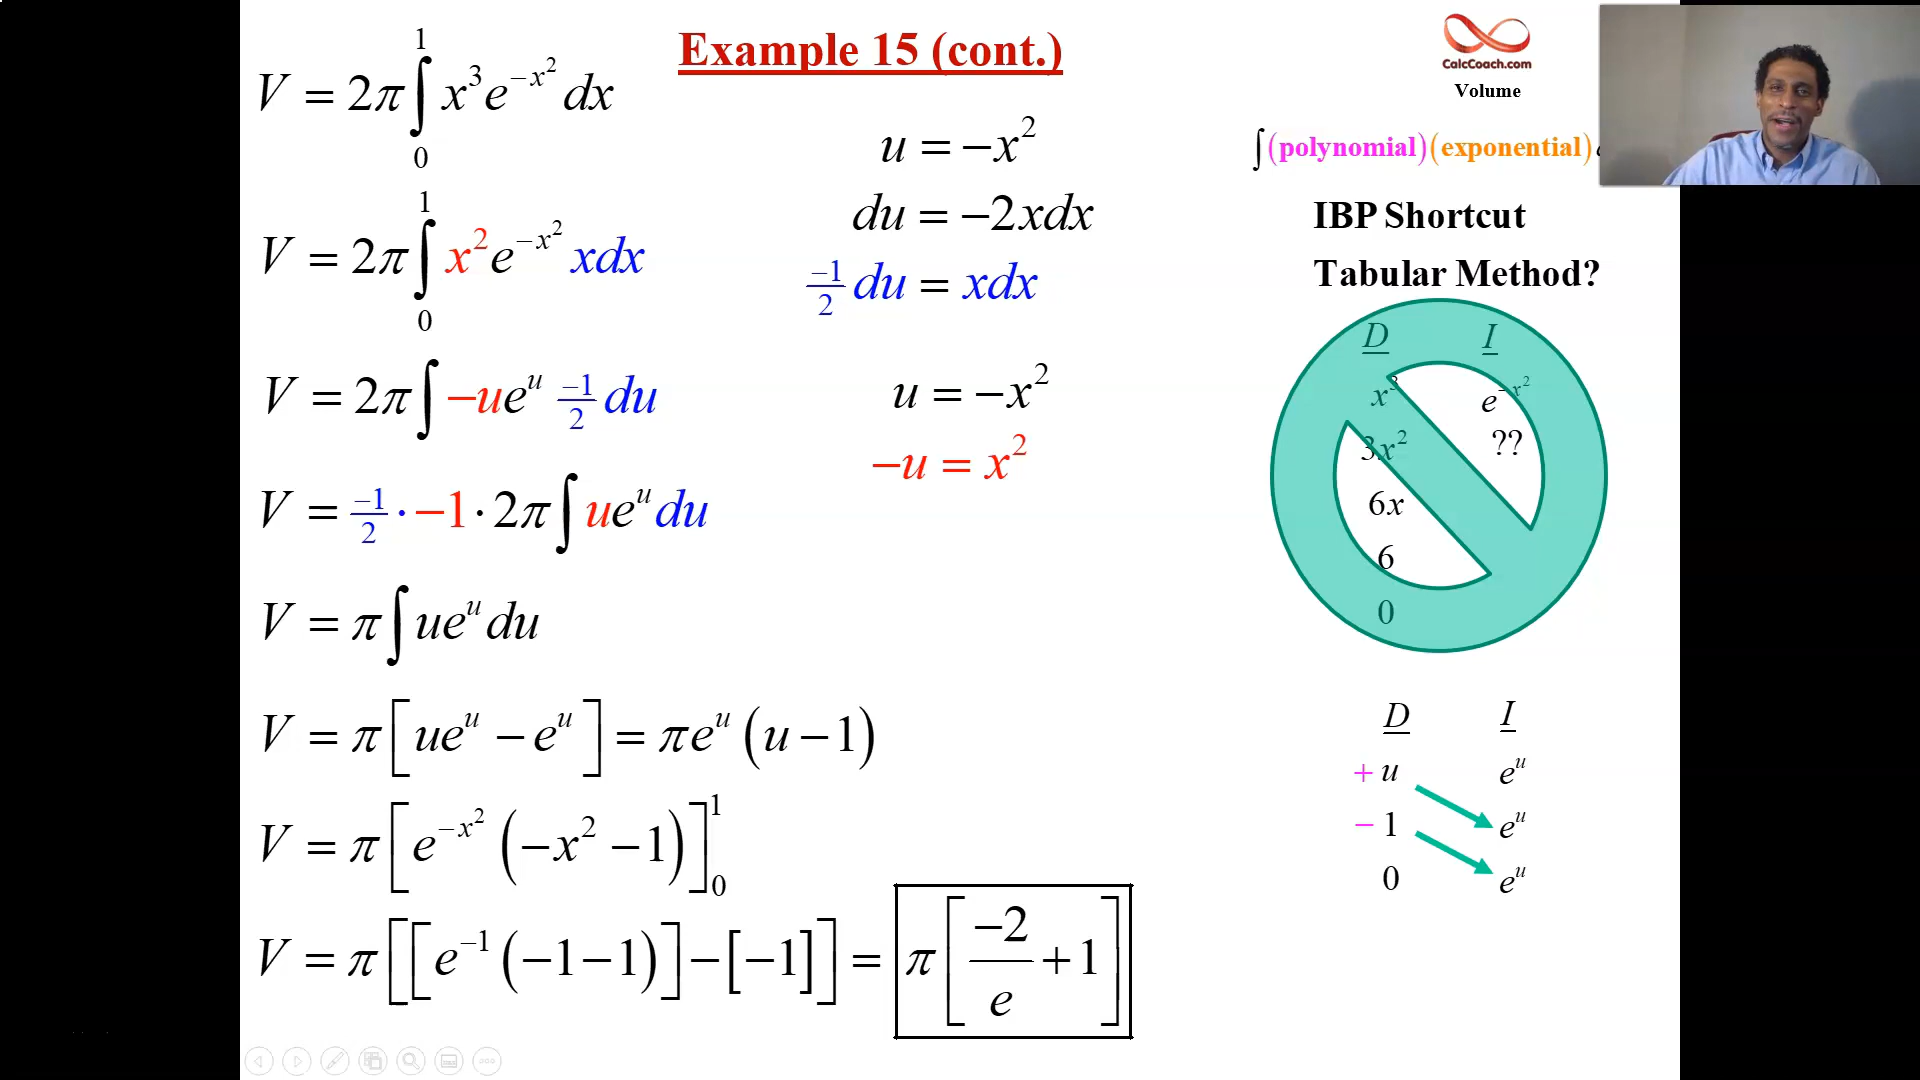 Example 15 (cont.)
CalcCoach.com
Volume
V = 2π∫₀¹ x³e^(−x²) dx
V = 2π∫₀¹ x²e^(−x²) xdx
V = 2π∫ −ue^u −1/2 du
V = −1/2 · −1 · 2π∫ ue^u du
V = π∫ ue^u du
V = π[ue^u − e^u] = πe^u (u − 1)
V = π[e^(−x²) (−x² − 1)]₀¹
V = π[[e^(−1) (−1 − 1)] − [−1]] = π[−2/e + 1]
u = −x²
du = −2xdx
−1/2 du = xdx
u = −x²
−u = x²
∫(polynomial)(exponential)
IBP Shortcut
Tabular Method?
D I
x³ e^(−x²)
3x² ??
6x
6
0
D I
+ u e^u
− 1 e^u
0 e^u